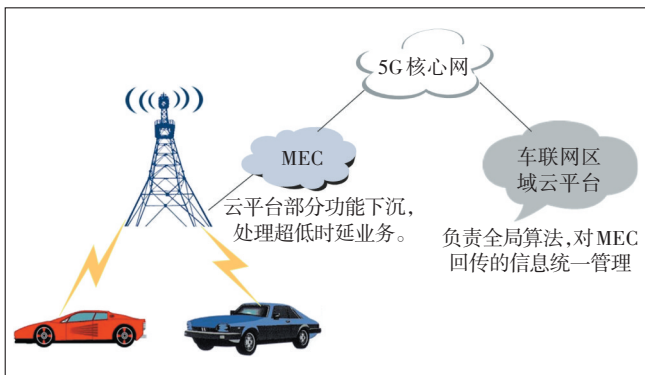 5G核心网
MEC
车联网区
域云平台
云平台部分功能下沉，
处理超低时延业务。
负责全局算法，对MEC
回传的信息统一管理